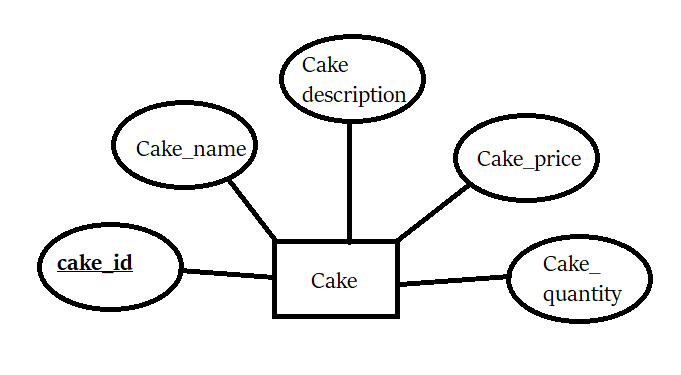 Cake
description
Cake_name
Cake_price
cake_id
Cake
Cake_
quantity